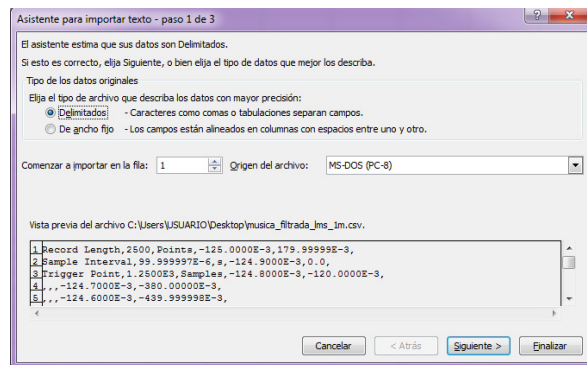 Asistente para importar texto - paso 1 de 3
El asistente estima que sus datos son Delimitados.
Si esto es correcto, elija Siguiente, o bien elija el tipo de datos que mejor los describa.
Tipo de los datos originales
Elija el tipo de archivo que describa los datos con mayor precisión:
Delimitados - Caracteres como comas o tabulaciones separan campos.
De ancho fijo - Los campos están alineados en columnas con espacios entre uno y otro.
Comenzar a importar en la fila: 1 Origen del archivo: MS-DOS (PC-8)
Vista previa del archivo C:\Users\USUARIO\Desktop\musica_filtrada_lms_1m.csv.
1 Record Length,2500,Points,-125.0000E-3,179.99999E-3,
2 Sample Interval,99.999997E-6,s,-124.9000E-3,0.0,
3 Trigger Point,1.2500E3,Samples,-124.8000E-3,-120.0000E-3,
4 ,,,-124.7000E-3,-380.00000E-3,
5 ,,,-124.6000E-3,-439.999998E-3,
Cancelar < Atrás Siguiente > Finalizar